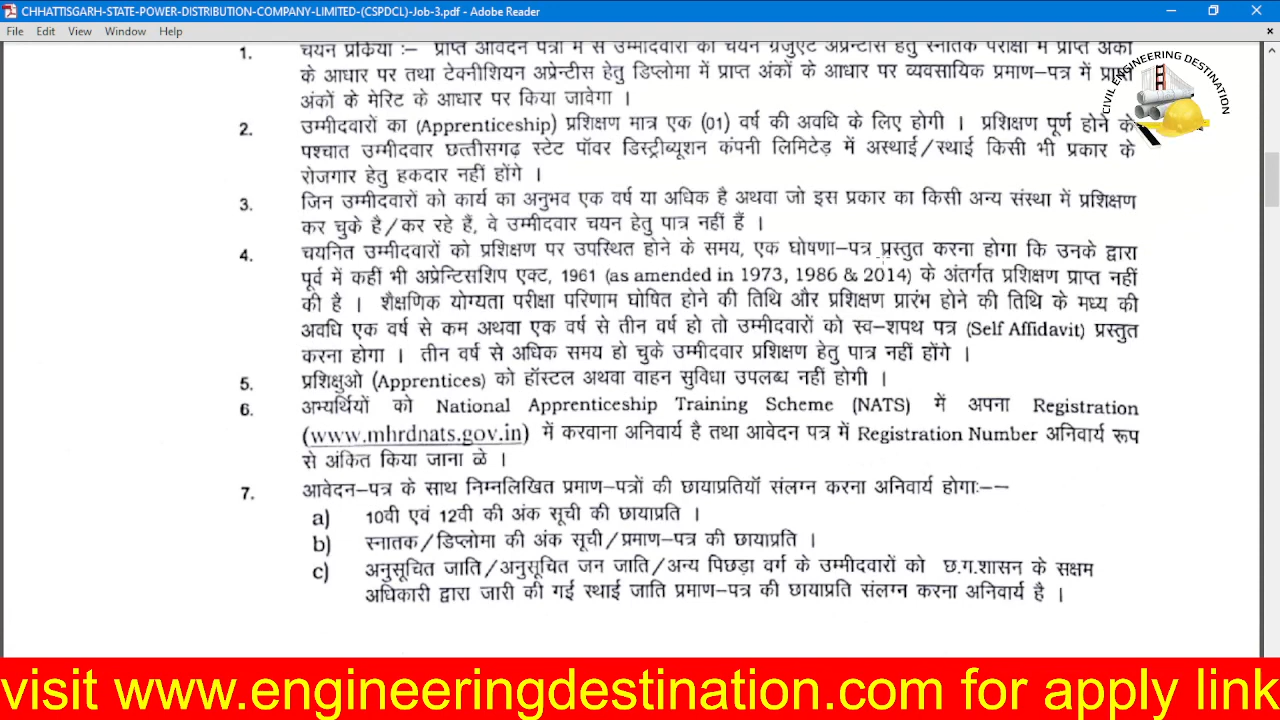 CHHATTISGARH-STATE-POWER-DISTRIBUTION-COMPANY-LIMITED-(CSPDCL)-Job-3.pdf - Adobe Reader
File Edit View Window Help
1. चयन प्रक्रिया :– प्राप्त आवेदन पत्रों में से उम्मीदवारों का चयन ग्रेजुएट अप्रेन्टीस हेतु स्नातक परीक्षा में प्राप्त अंकों
के आधार पर तथा टेक्नीशियन अप्रेन्टीस हेतु डिप्लोमा में प्राप्त अंकों के आधार पर व्यवसायिक प्रमाण–पत्र में प्राप्त
अंकों के मेरिट के आधार पर किया जावेगा ।
2. उम्मीदवारों का (Apprenticeship) प्रशिक्षण मात्र एक (01) वर्ष की अवधि के लिए होगी । प्रशिक्षण पूर्ण होने के
पश्चात उम्मीदवार छत्तीसगढ़ स्टेट पॉवर डिस्ट्रीब्यूशन कंपनी लिमिटेड़ में अस्थाई/स्थाई किसी भी प्रकार के
रोजगार हेतु हकदार नहीं होंगे ।
3. जिन उम्मीदवारों को कार्य का अनुभव एक वर्ष या अधिक है अथवा जो इस प्रकार का किसी अन्य संस्था में प्रशिक्षण
कर चुके है/कर रहे हैं, वे उम्मीदवार चयन हेतु पात्र नहीं हैं ।
4. चयनित उम्मीदवारों को प्रशिक्षण पर उपस्थित होने के समय, एक घोषणा–पत्र प्रस्तुत करना होगा कि उनके द्वारा
पूर्व में कहीं भी अप्रेन्टिसशिप एक्ट, 1961 (as amended in 1973, 1986 & 2014) के अंतर्गत प्रशिक्षण प्राप्त नहीं
की है । शैक्षणिक योग्यता परीक्षा परिणाम घोषित होने की तिथि और प्रशिक्षण प्रारंभ होने की तिथि के मध्य की
अवधि एक वर्ष से कम अथवा एक वर्ष से तीन वर्ष हो तो उम्मीदवारों को स्व–शपथ पत्र (Self Affidavit) प्रस्तुत
करना होगा । तीन वर्ष से अधिक समय हो चुके उम्मीदवार प्रशिक्षण हेतु पात्र नहीं होंगे ।
5. प्रशिक्षुओ (Apprentices) को हॉस्टल अथवा वाहन सुविधा उपलब्ध नहीं होगी ।
6. अभ्यर्थियों को National Apprenticeship Training Scheme (NATS) में अपना Registration
(www.mhrdnats.gov.in) में करवाना अनिवार्य है तथा आवेदन पत्र में Registration Number अनिवार्य रूप
से अंकित किया जाना ळे ।
7. आवेदन–पत्र के साथ निम्नलिखित प्रमाण–पत्रों की छायाप्रतियॉ संलग्न करना अनिवार्य होगाः––
a) 10वी एवं 12वी की अंक सूची की छायाप्रति ।
b) स्नातक/डिप्लोमा की अंक सूची/प्रमाण–पत्र की छायाप्रति ।
c) अनुसूचित जाति/अनुसूचित जन जाति/अन्य पिछड़ा वर्ग के उम्मीदवारों को छ.ग.शासन के सक्षम
अधिकारी द्वारा जारी की गई स्थाई जाति प्रमाण–पत्र की छायाप्रति संलग्न करना अनिवार्य है ।
CIVIL ENGINEERING DESTINATION
visit www.engineeringdestination.com for apply link